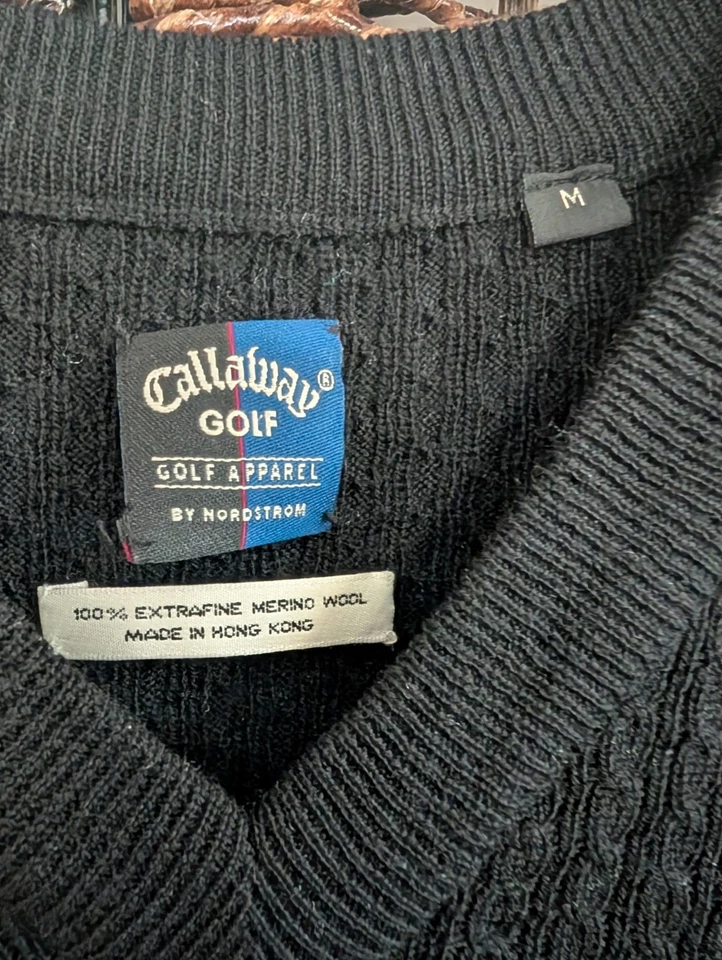 M
Callaway®
GOLF
GOLF APPAREL
BY NORDSTROM
100% EXTRAFINE MERINO WOOL
MADE IN HONG KONG